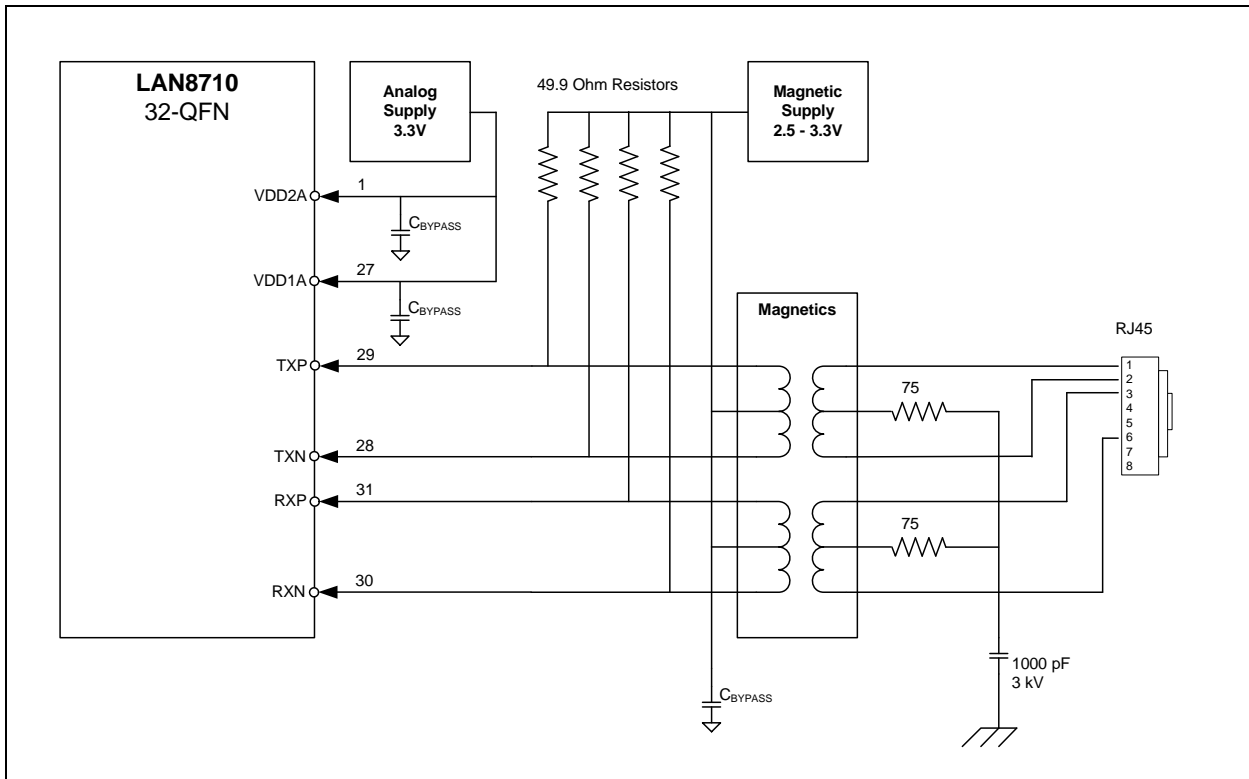 LAN8710
32-QFN
Analog
Supply
3.3V
49.9 Ohm Resistors
Magnetic
Supply
2.5 - 3.3V
VDD2A
1
CBYPASS
VDD1A
27
CBYPASS
Magnetics
RJ45
TXP
29
TXN
28
RXP
31
RXN
30
75
75
1
2
3
4
5
6
7
8
1000 pF
3 kV
CBYPASS